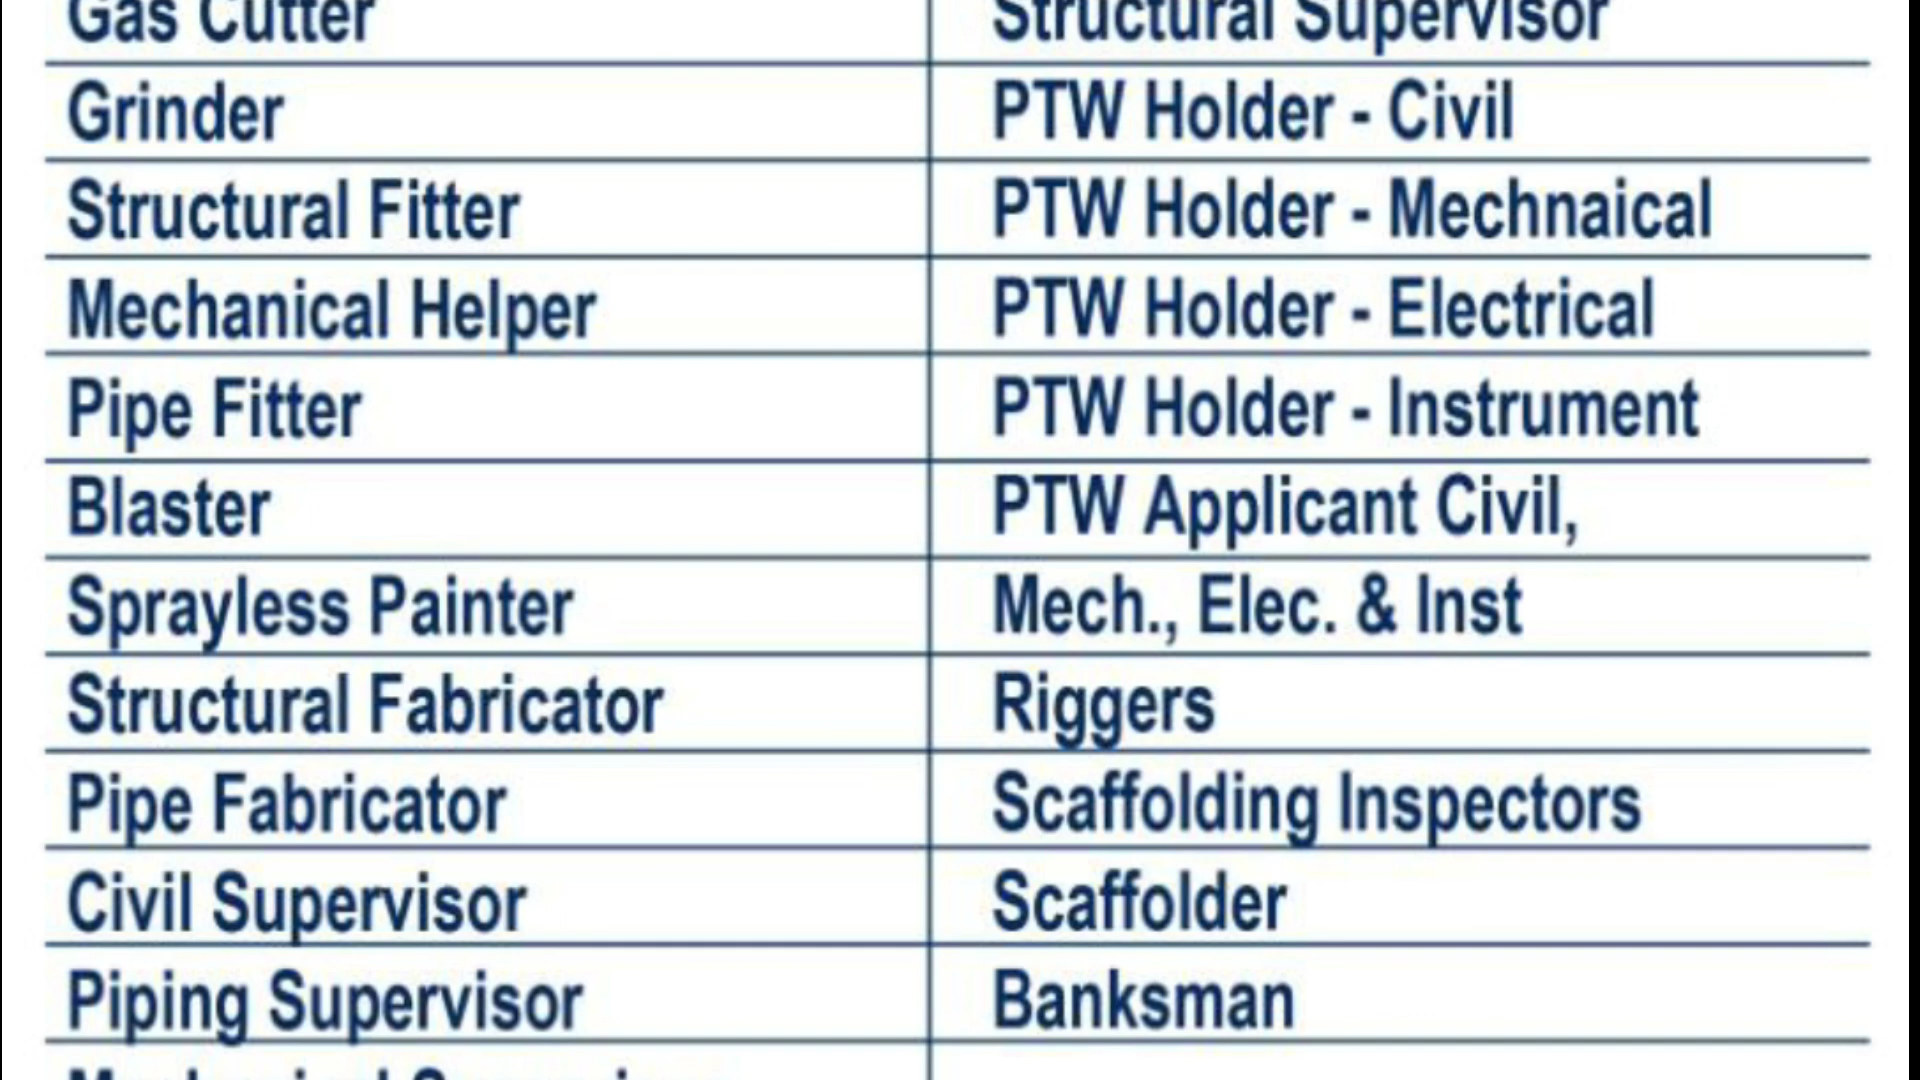 Gas Cutter
Structural Supervisor
Grinder
PTW Holder - Civil
Structural Fitter
PTW Holder - Mechnaical
Mechanical Helper
PTW Holder - Electrical
Pipe Fitter
PTW Holder - Instrument
Blaster
PTW Applicant Civil,
Sprayless Painter
Mech., Elec. & Inst
Structural Fabricator
Riggers
Pipe Fabricator
Scaffolding Inspectors
Civil Supervisor
Scaffolder
Piping Supervisor
Banksman
Mechanical Supervisor